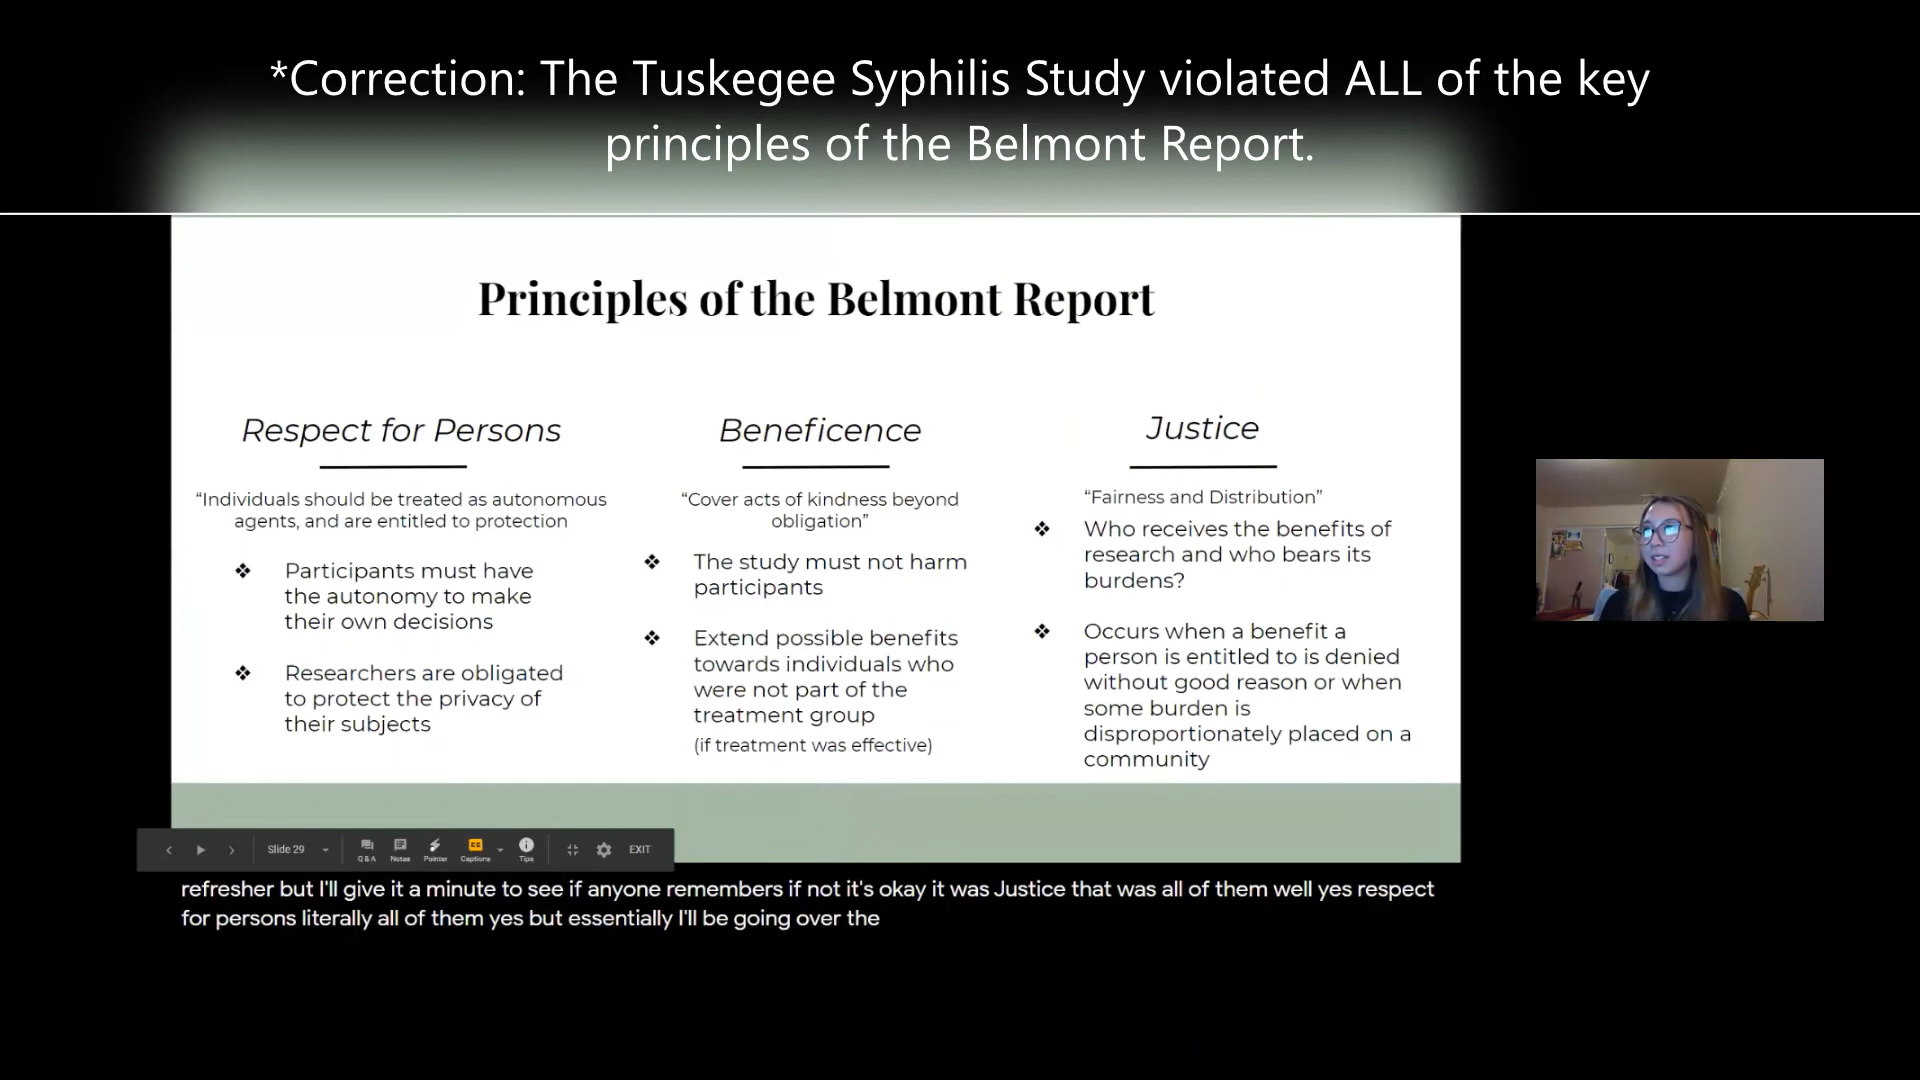 *Correction: The Tuskegee Syphilis Study violated ALL of the key
principles of the Belmont Report.
Principles of the Belmont Report
Respect for Persons
“Individuals should be treated as autonomous
agents, and are entitled to protection
❖ Participants must have
the autonomy to make
their own decisions
❖ Researchers are obligated
to protect the privacy of
their subjects
Beneficence
“Cover acts of kindness beyond
obligation”
❖ The study must not harm
participants
❖ Extend possible benefits
towards individuals who
were not part of the
treatment group
(if treatment was effective)
Justice
“Fairness and Distribution”
❖ Who receives the benefits of
research and who bears its
burdens?
❖ Occurs when a benefit a
person is entitled to is denied
without good reason or when
some burden is
disproportionately placed on a
community
Slide 29
Q & A Notes Pointer Captions Tips
EXIT
refresher but I'll give it a minute to see if anyone remembers if not it's okay it was Justice that was all of them well yes respect
for persons literally all of them yes but essentially I'll be going over the